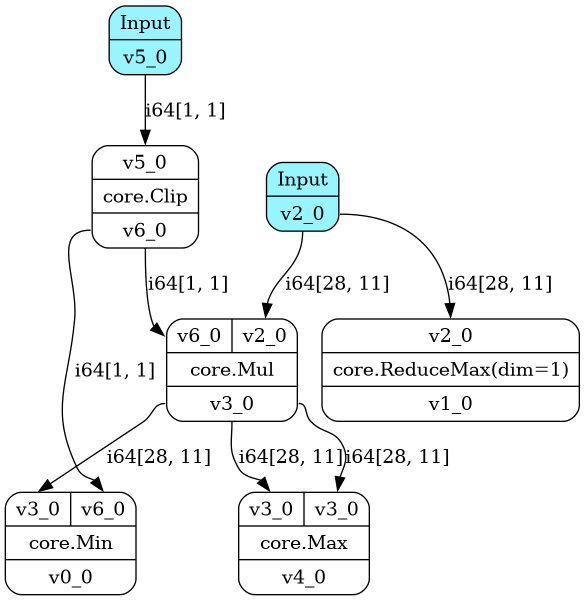 Input
v5_0
i64[1, 1]
v5_0
core.Clip
v6_0
Input
v2_0
i64[1, 1]
i64[28, 11]
i64[28, 11]
v6_0 v2_0
core.Mul
v3_0
v2_0
core.ReduceMax(dim=1)
v1_0
i64[1, 1]
i64[28, 11]
i64[28, 11]
i64[28, 11]
v3_0 v6_0
core.Min
v0_0
v3_0 v3_0
core.Max
v4_0